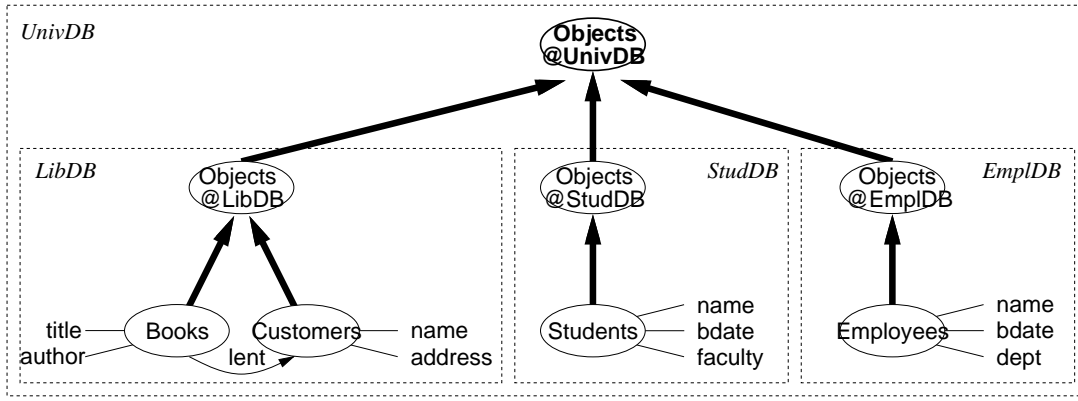 UnivDB
Objects
@UnivDB
LibDB
Objects
@LibDB
Books
Customers
title
author
lent
name
address
StudDB
Objects
@StudDB
Students
name
bdate
faculty
EmplDB
Objects
@EmplDB
Employees
name
bdate
dept